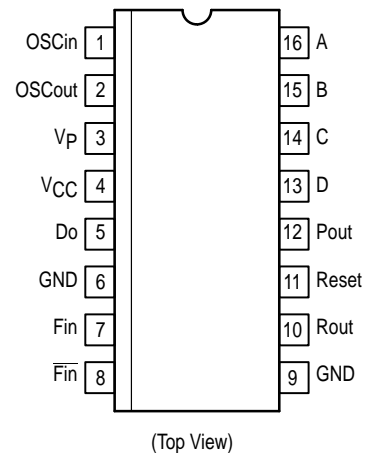 OSCin 1 16 A
OSCout 2 15 B
VP 3 14 C
VCC 4 13 D
Do 5 12 Pout
GND 6 11 Reset
Fin 7 10 Rout
F̅i̅n̅ 8 9 GND
(Top View)